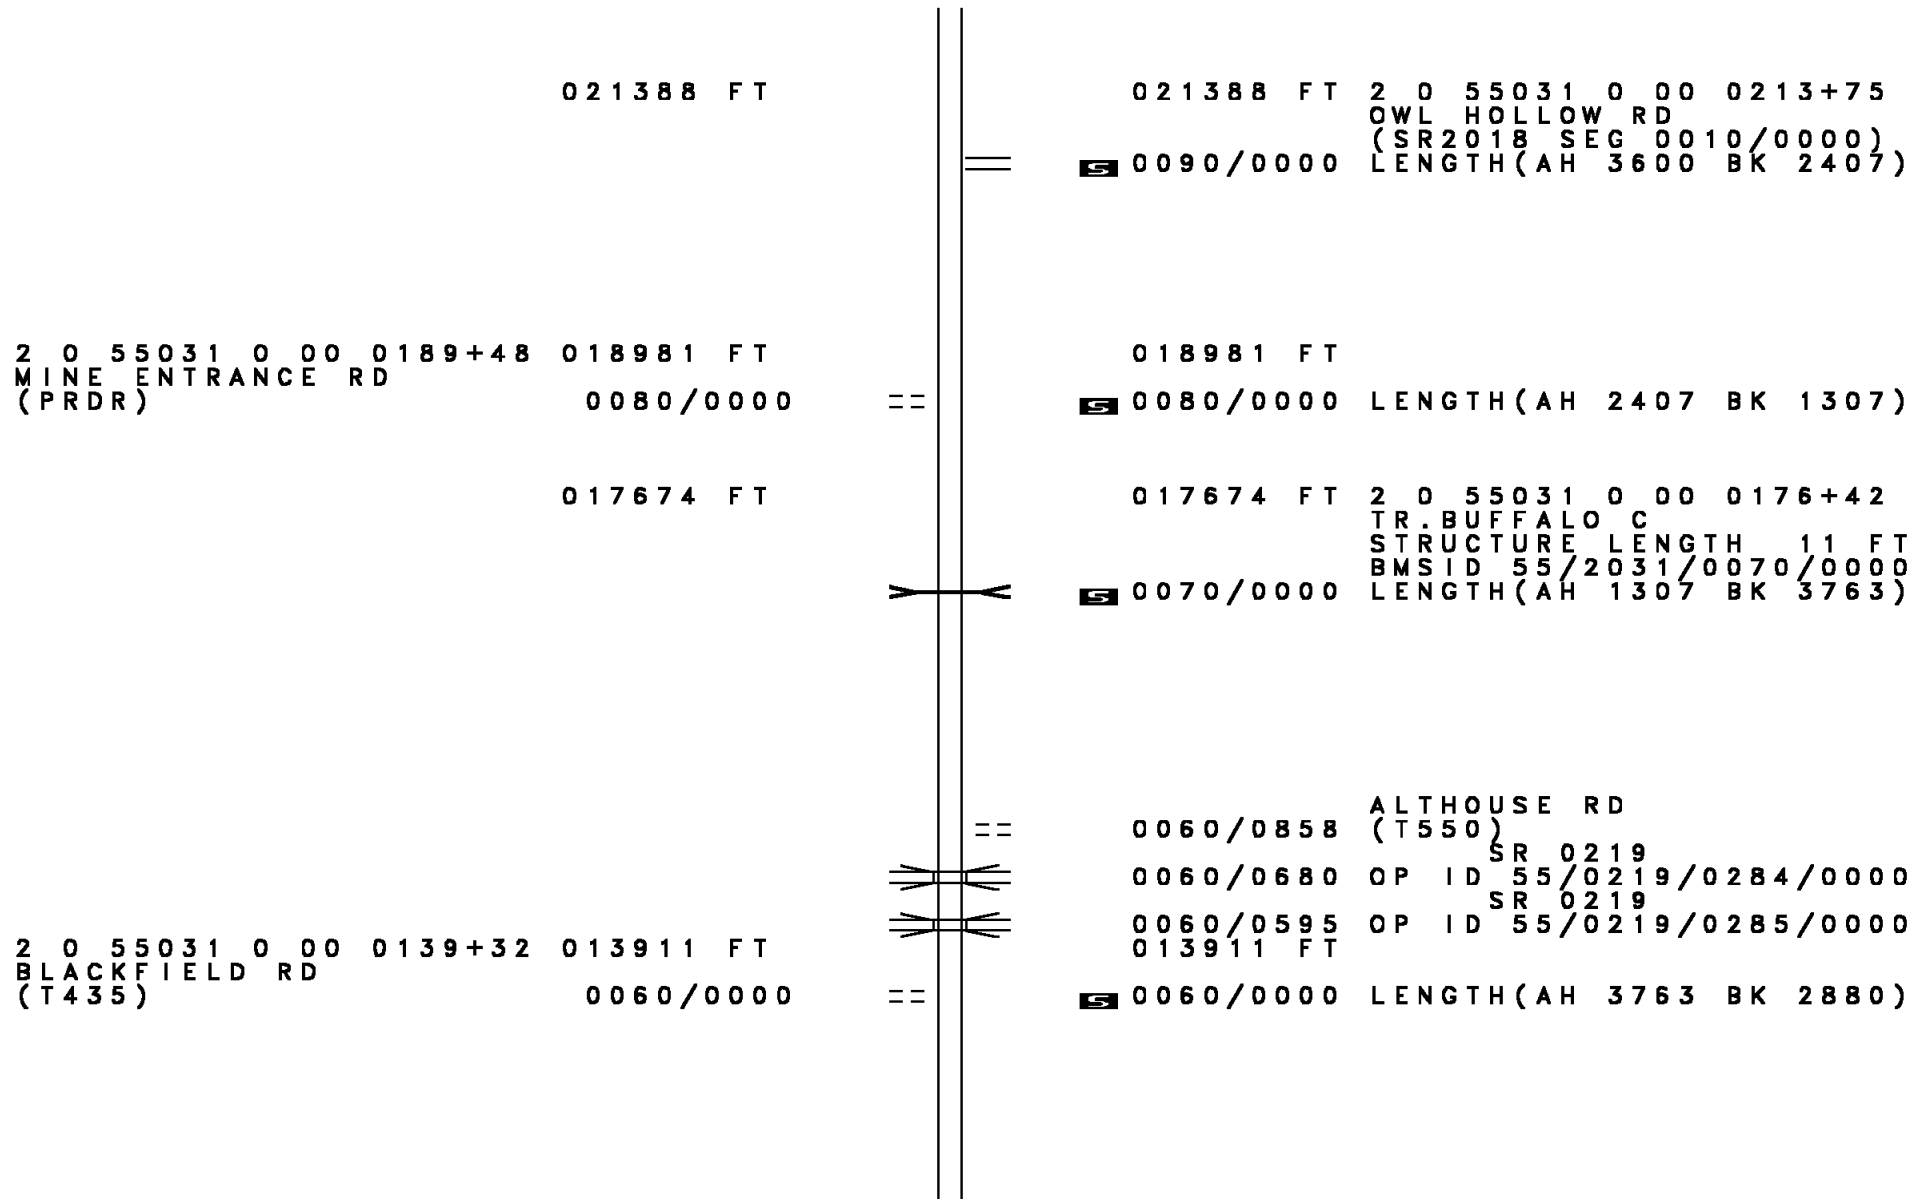 021388 FT 021388 FT 2 0 55031 0 00 0213+75
OWL HOLLOW RD
(SR2018 SEG 0010/0000)
S 0090/0000 LENGTH(AH 3600 BK 2407)
2 0 55031 0 00 0189+48 018981 FT 018981 FT
MINE ENTRANCE RD
(PRDR) 0080/0000 S 0080/0000 LENGTH(AH 2407 BK 1307)
017674 FT 017674 FT 2 0 55031 0 00 0176+42
TR.BUFFALO C
STRUCTURE LENGTH 11 FT
BMSID 55/2031/0070/0000
S 0070/0000 LENGTH(AH 1307 BK 3763)
ALTHOUSE RD
0060/0858 (T550)
SR 0219
0060/0680 OP ID 55/0219/0284/0000
SR 0219
0060/0595 OP ID 55/0219/0285/0000
2 0 55031 0 00 0139+32 013911 FT 013911 FT
BLACKFIELD RD
(T435) 0060/0000 S 0060/0000 LENGTH(AH 3763 BK 2880)